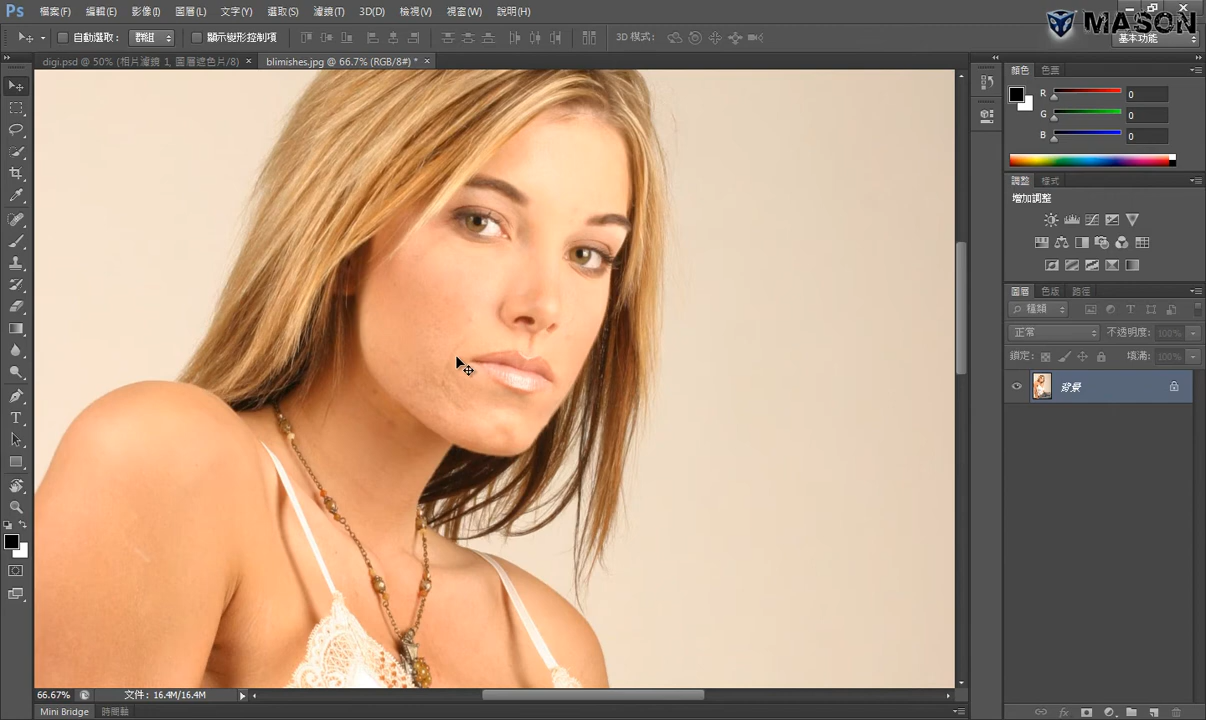 檔案(F) 編輯(E) 影像(I) 圖層(L) 文字(Y) 選取(S) 濾鏡(T) 3D(D) 檢視(V) 視窗(W) 說明(H)
MASON
自動選取： 群組 顯示變形控制項 3D 模式： 基本功能
digi.psd @ 50% (相片濾鏡 1, 圖層遮色片/8) × blimishes.jpg @ 66.7% (RGB/8#) * ×
顏色 色票
R 0
G 0
B 0
調整 樣式
增加調整
圖層 色版 路徑
種類
正常 不透明度： 100%
鎖定： 填滿： 100%
背景
66.67% 文件：16.4M/16.4M
Mini Bridge 時間軸